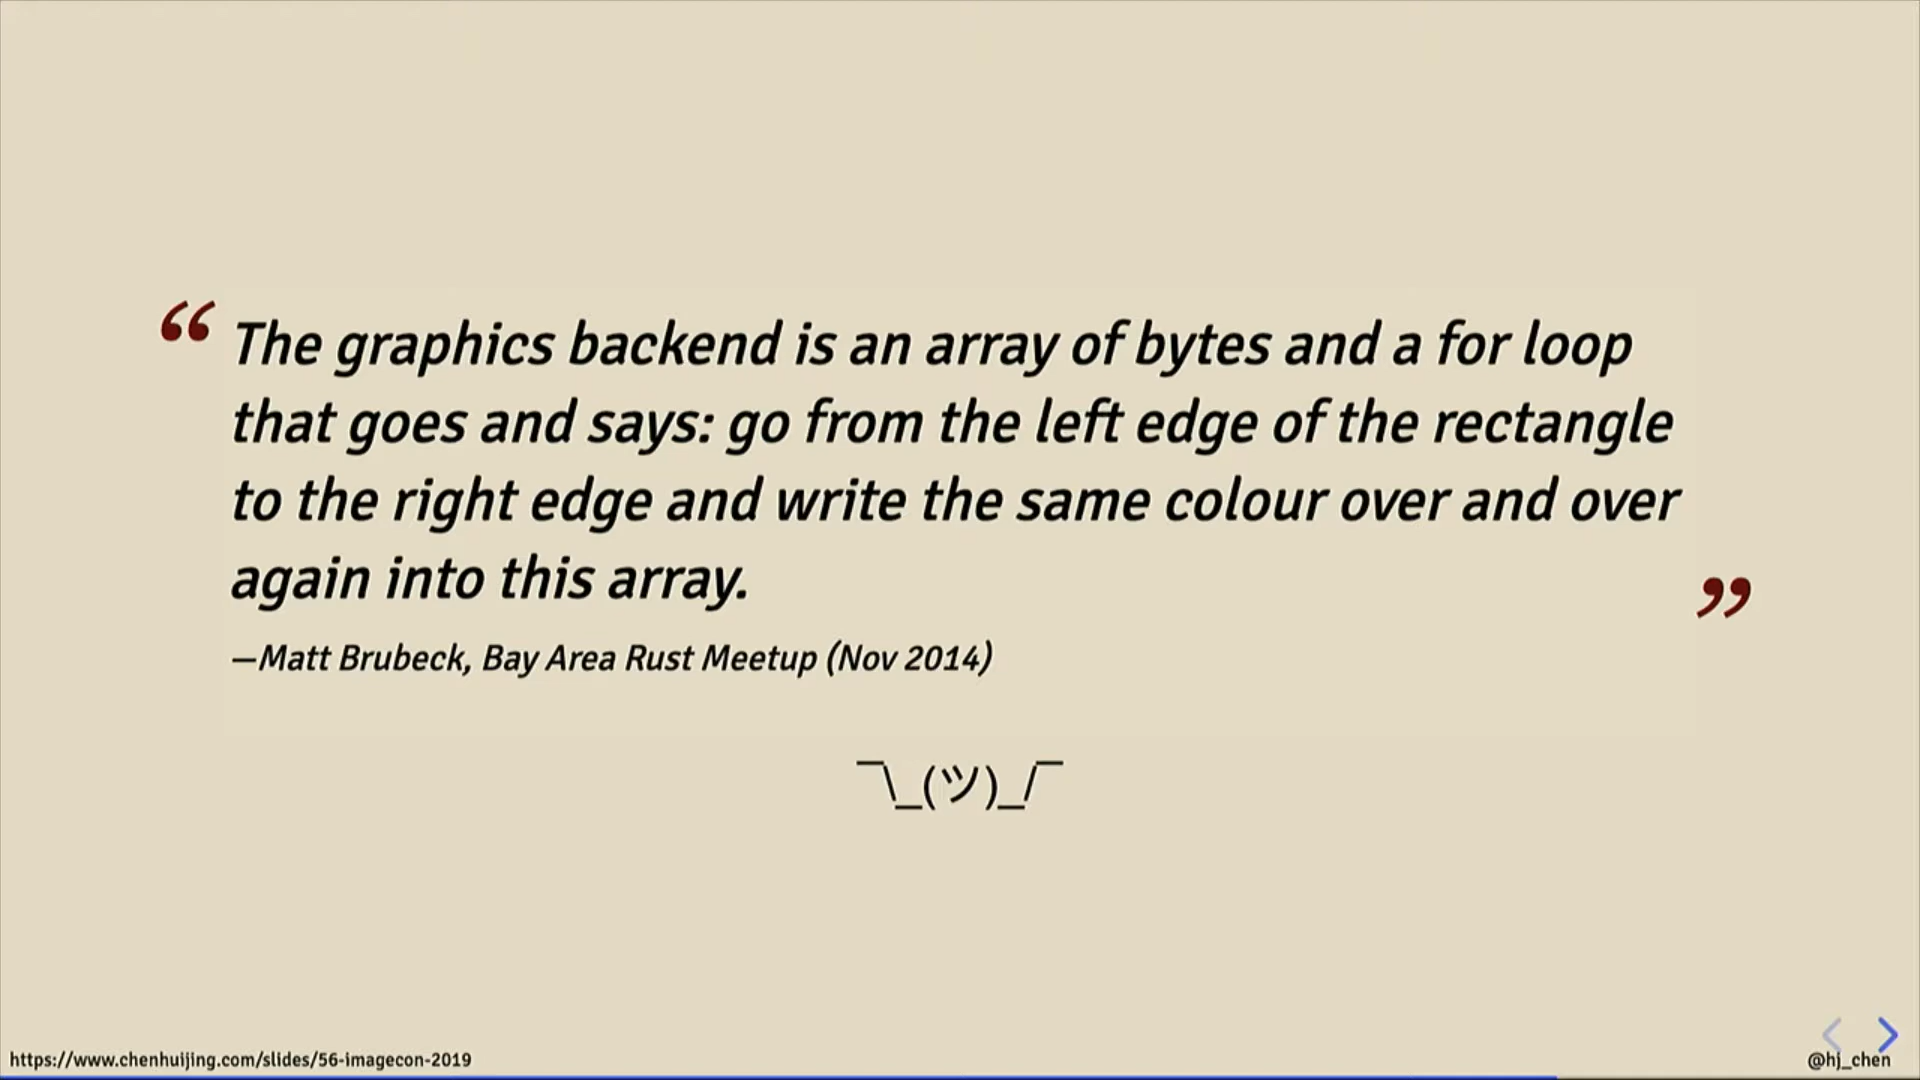 “The graphics backend is an array of bytes and a for loop
that goes and says: go from the left edge of the rectangle
to the right edge and write the same colour over and over
again into this array.”
—Matt Brubeck, Bay Area Rust Meetup (Nov 2014)
¯\_(ツ)_/¯
https://www.chenhuijing.com/slides/56-imagecon-2019
@hj_chen